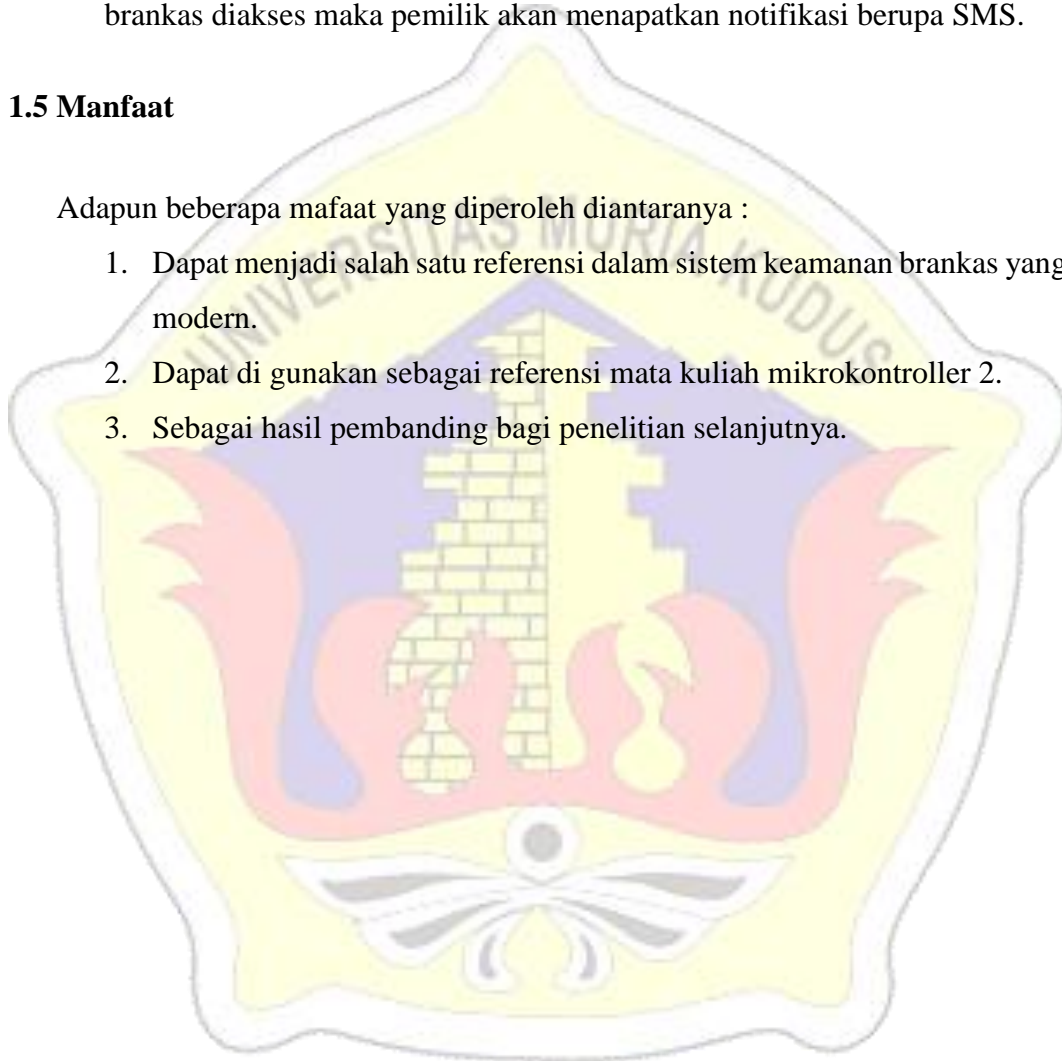 brankas diakses maka pemilik akan menapatkan notifikasi berupa SMS.
1.5 Manfaat
Adapun beberapa mafaat yang diperoleh diantaranya :
1. Dapat menjadi salah satu referensi dalam sistem keamanan brankas yang
modern.
2. Dapat di gunakan sebagai referensi mata kuliah mikrokontroller 2.
3. Sebagai hasil pembanding bagi penelitian selanjutnya.
UNIVERSITAS MURIA KUDUS